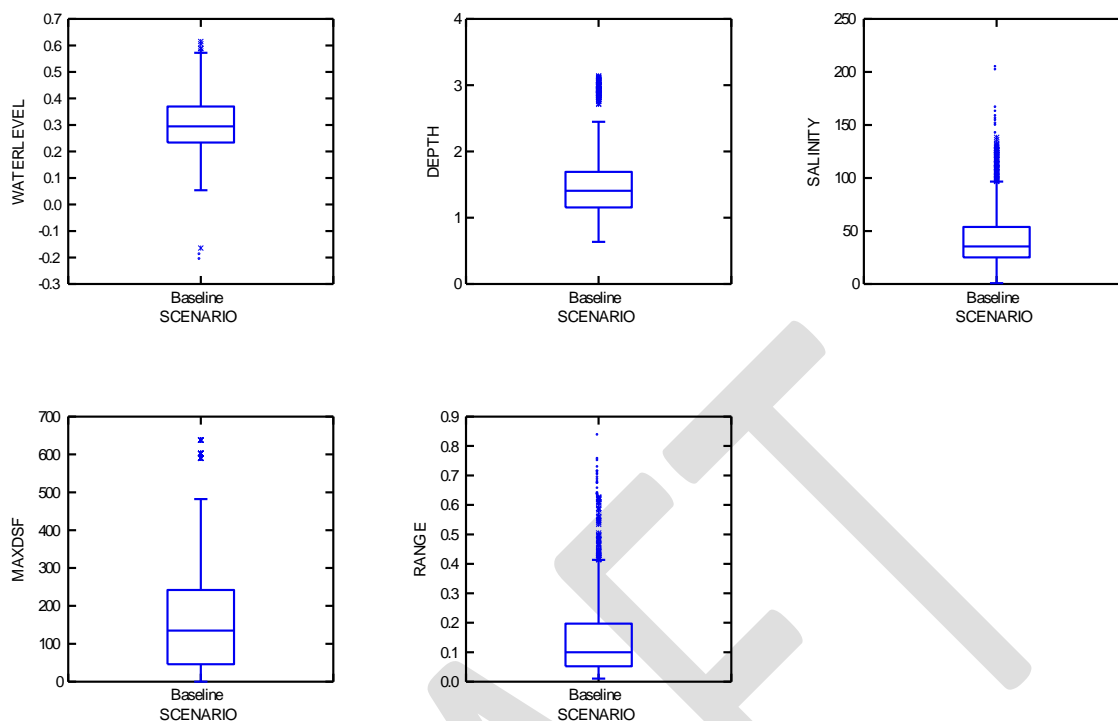 0.7
0.6
0.5
0.4
0.3
0.2
0.1
0.0
-0.1
-0.2
-0.3
WATERLEVEL
Baseline
SCENARIO
4
3
2
1
0
DEPTH
Baseline
SCENARIO
250
200
150
100
50
0
SALINITY
Baseline
SCENARIO
700
600
500
400
300
200
100
0
MAXDSF
Baseline
SCENARIO
0.9
0.8
0.7
0.6
0.5
0.4
0.3
0.2
0.1
0.0
RANGE
Baseline
SCENARIO